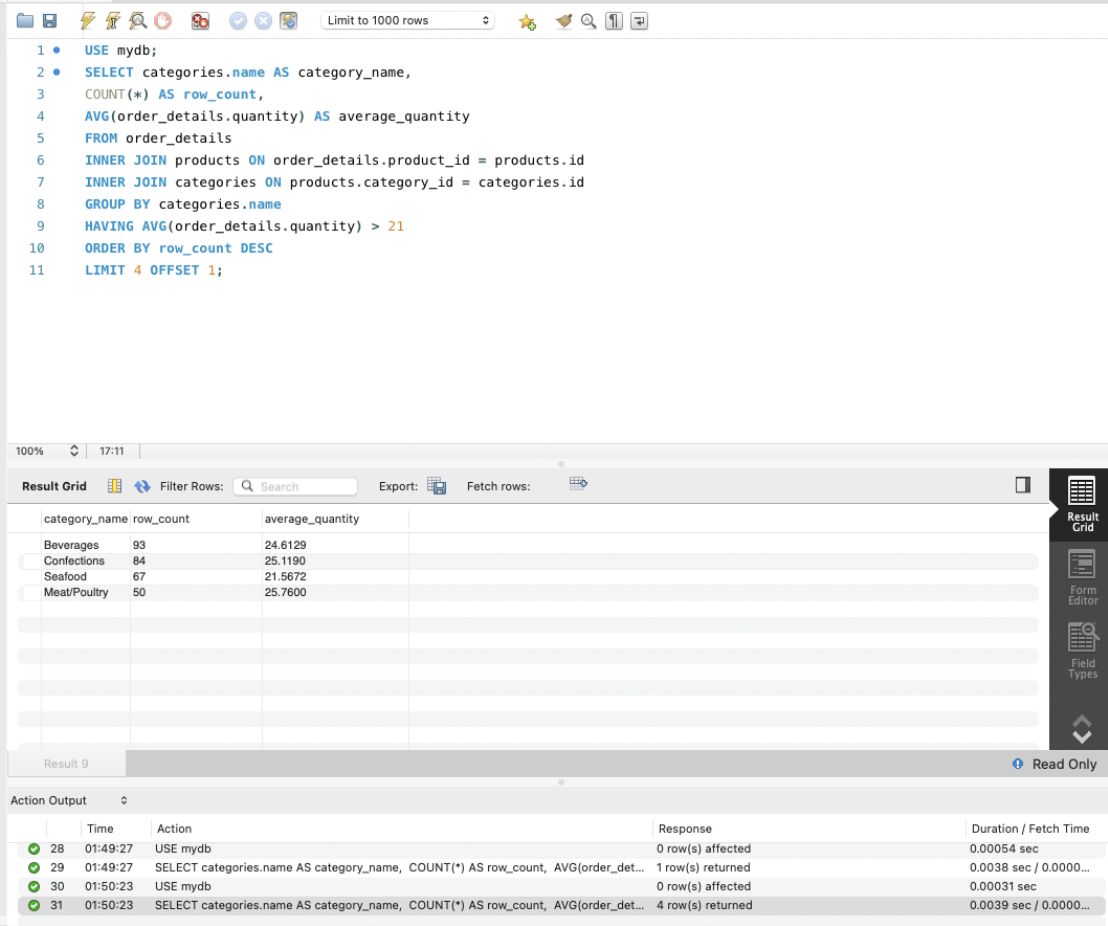 Limit to 1000 rows
1 USE mydb;
2 SELECT categories.name AS category_name,
3 COUNT(*) AS row_count,
4 AVG(order_details.quantity) AS average_quantity
5 FROM order_details
6 INNER JOIN products ON order_details.product_id = products.id
7 INNER JOIN categories ON products.category_id = categories.id
8 GROUP BY categories.name
9 HAVING AVG(order_details.quantity) > 21
10 ORDER BY row_count DESC
11 LIMIT 4 OFFSET 1;
100% 17:11
Result Grid Filter Rows: Search Export: Fetch rows:
category_name row_count average_quantity
Beverages 93 24.6129
Confections 84 25.1190
Seafood 67 21.5672
Meat/Poultry 50 25.7600
Result
Grid
Form
Editor
Field
Types
Result 9 Read Only
Action Output
Time Action Response Duration / Fetch Time
28 01:49:27 USE mydb 0 row(s) affected 0.00054 sec
29 01:49:27 SELECT categories.name AS category_name, COUNT(*) AS row_count, AVG(order_det... 1 row(s) returned 0.0038 sec / 0.0000...
30 01:50:23 USE mydb 0 row(s) affected 0.00031 sec
31 01:50:23 SELECT categories.name AS category_name, COUNT(*) AS row_count, AVG(order_det... 4 row(s) returned 0.0039 sec / 0.0000...